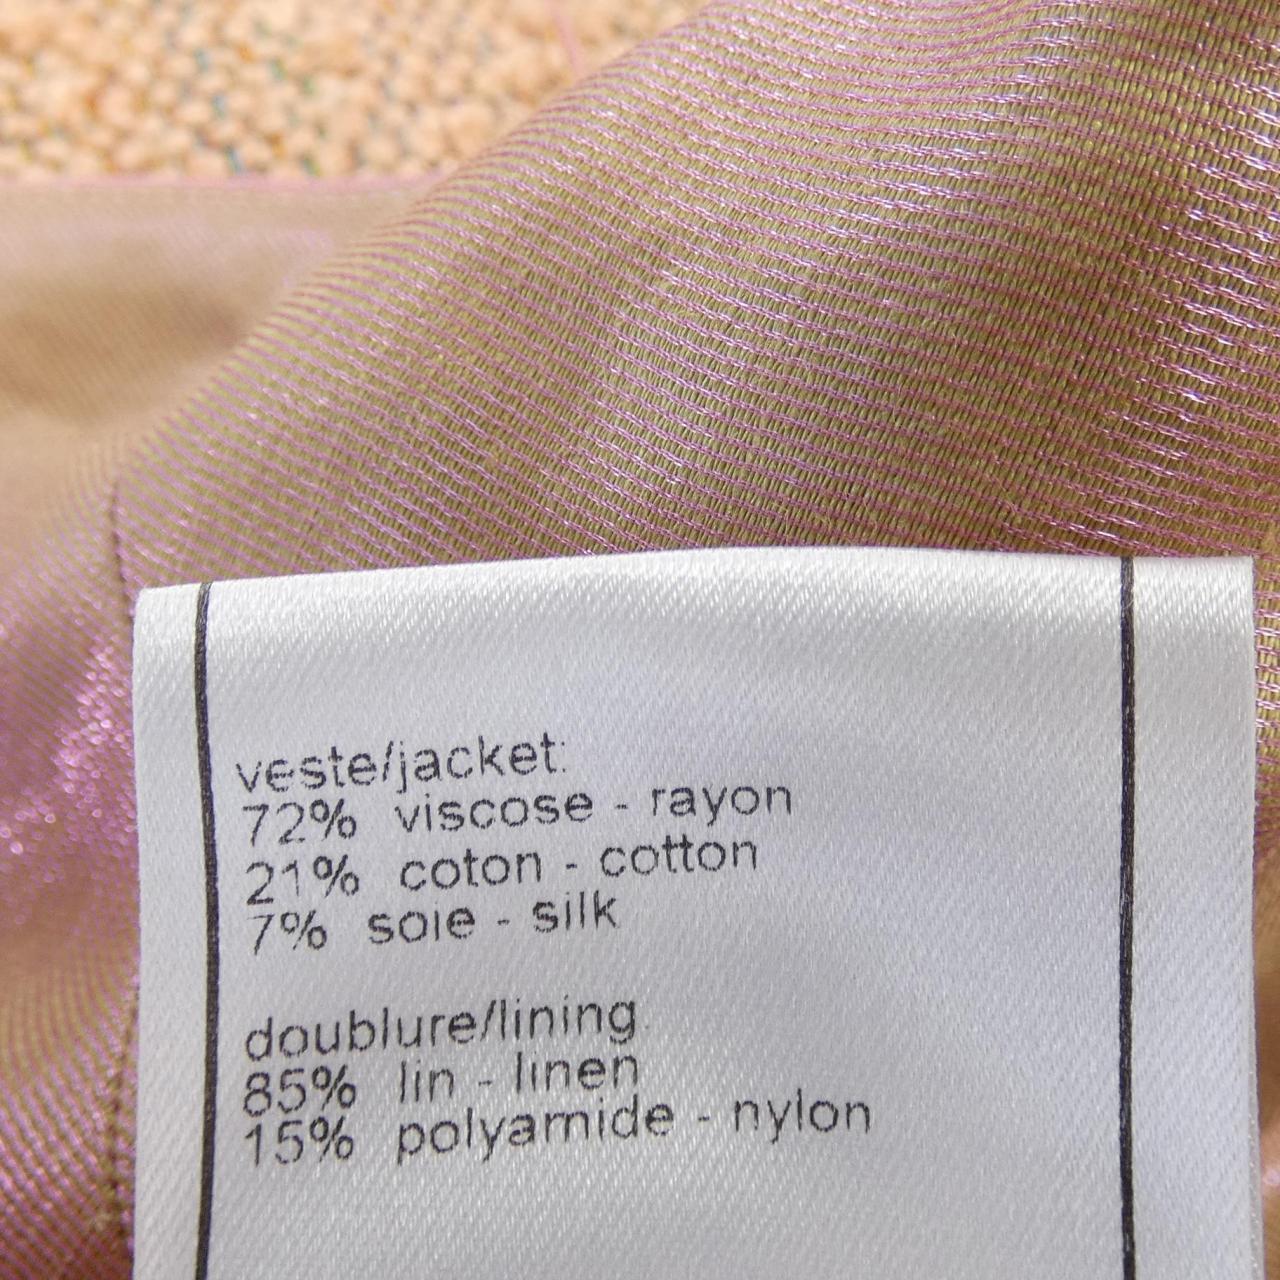 veste/jacket:
72% viscose - rayon
21% coton - cotton
7% soie - silk
doublure/lining
85% lin - linen
15% polyamide - nylon